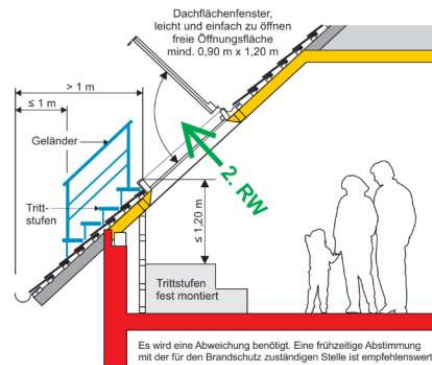 Dachflächenfenster,
leicht und einfach zu öffnen
freie Öffnungsfläche
mind. 0,90 m x 1,20 m
> 1 m
≤ 1 m
Geländer
Tritt-
stufen
2. RW
≤ 1,20 m
Trittstufen
fest montiert
Es wird eine Abweichung benötigt. Eine frühzeitige Abstimmung
mit der für den Brandschutz zuständigen Stelle ist empfehlenswert